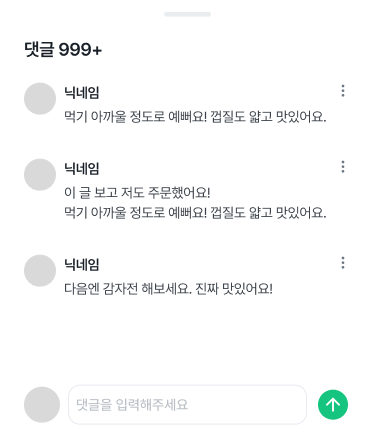 댓글 999+
닉네임
먹기 아까울 정도로 예뻐요! 껍질도 얇고 맛있어요.
닉네임
이 글 보고 저도 주문했어요!
먹기 아까울 정도로 예뻐요! 껍질도 얇고 맛있어요.
닉네임
다음엔 감자전 해보세요. 진짜 맛있어요!
댓글을 입력해주세요